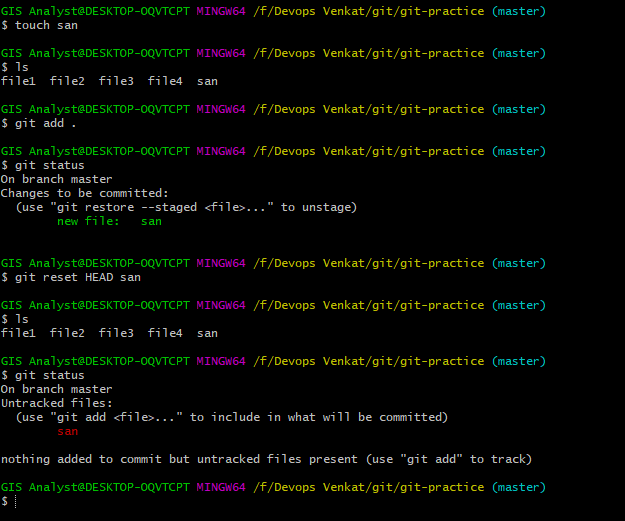 GIS Analyst@DESKTOP-OQVTCPT MINGW64 /f/Devops Venkat/git/git-practice (master)
$ touch san
GIS Analyst@DESKTOP-OQVTCPT MINGW64 /f/Devops Venkat/git/git-practice (master)
$ ls
file1  file2  file3  file4  san
GIS Analyst@DESKTOP-OQVTCPT MINGW64 /f/Devops Venkat/git/git-practice (master)
$ git add .
GIS Analyst@DESKTOP-OQVTCPT MINGW64 /f/Devops Venkat/git/git-practice (master)
$ git status
On branch master
Changes to be committed:
  (use "git restore --staged <file>..." to unstage)
        new file:   san
GIS Analyst@DESKTOP-OQVTCPT MINGW64 /f/Devops Venkat/git/git-practice (master)
$ git reset HEAD san
GIS Analyst@DESKTOP-OQVTCPT MINGW64 /f/Devops Venkat/git/git-practice (master)
$ ls
file1  file2  file3  file4  san
GIS Analyst@DESKTOP-OQVTCPT MINGW64 /f/Devops Venkat/git/git-practice (master)
$ git status
On branch master
Untracked files:
  (use "git add <file>..." to include in what will be committed)
        san
nothing added to commit but untracked files present (use "git add" to track)
GIS Analyst@DESKTOP-OQVTCPT MINGW64 /f/Devops Venkat/git/git-practice (master)
$